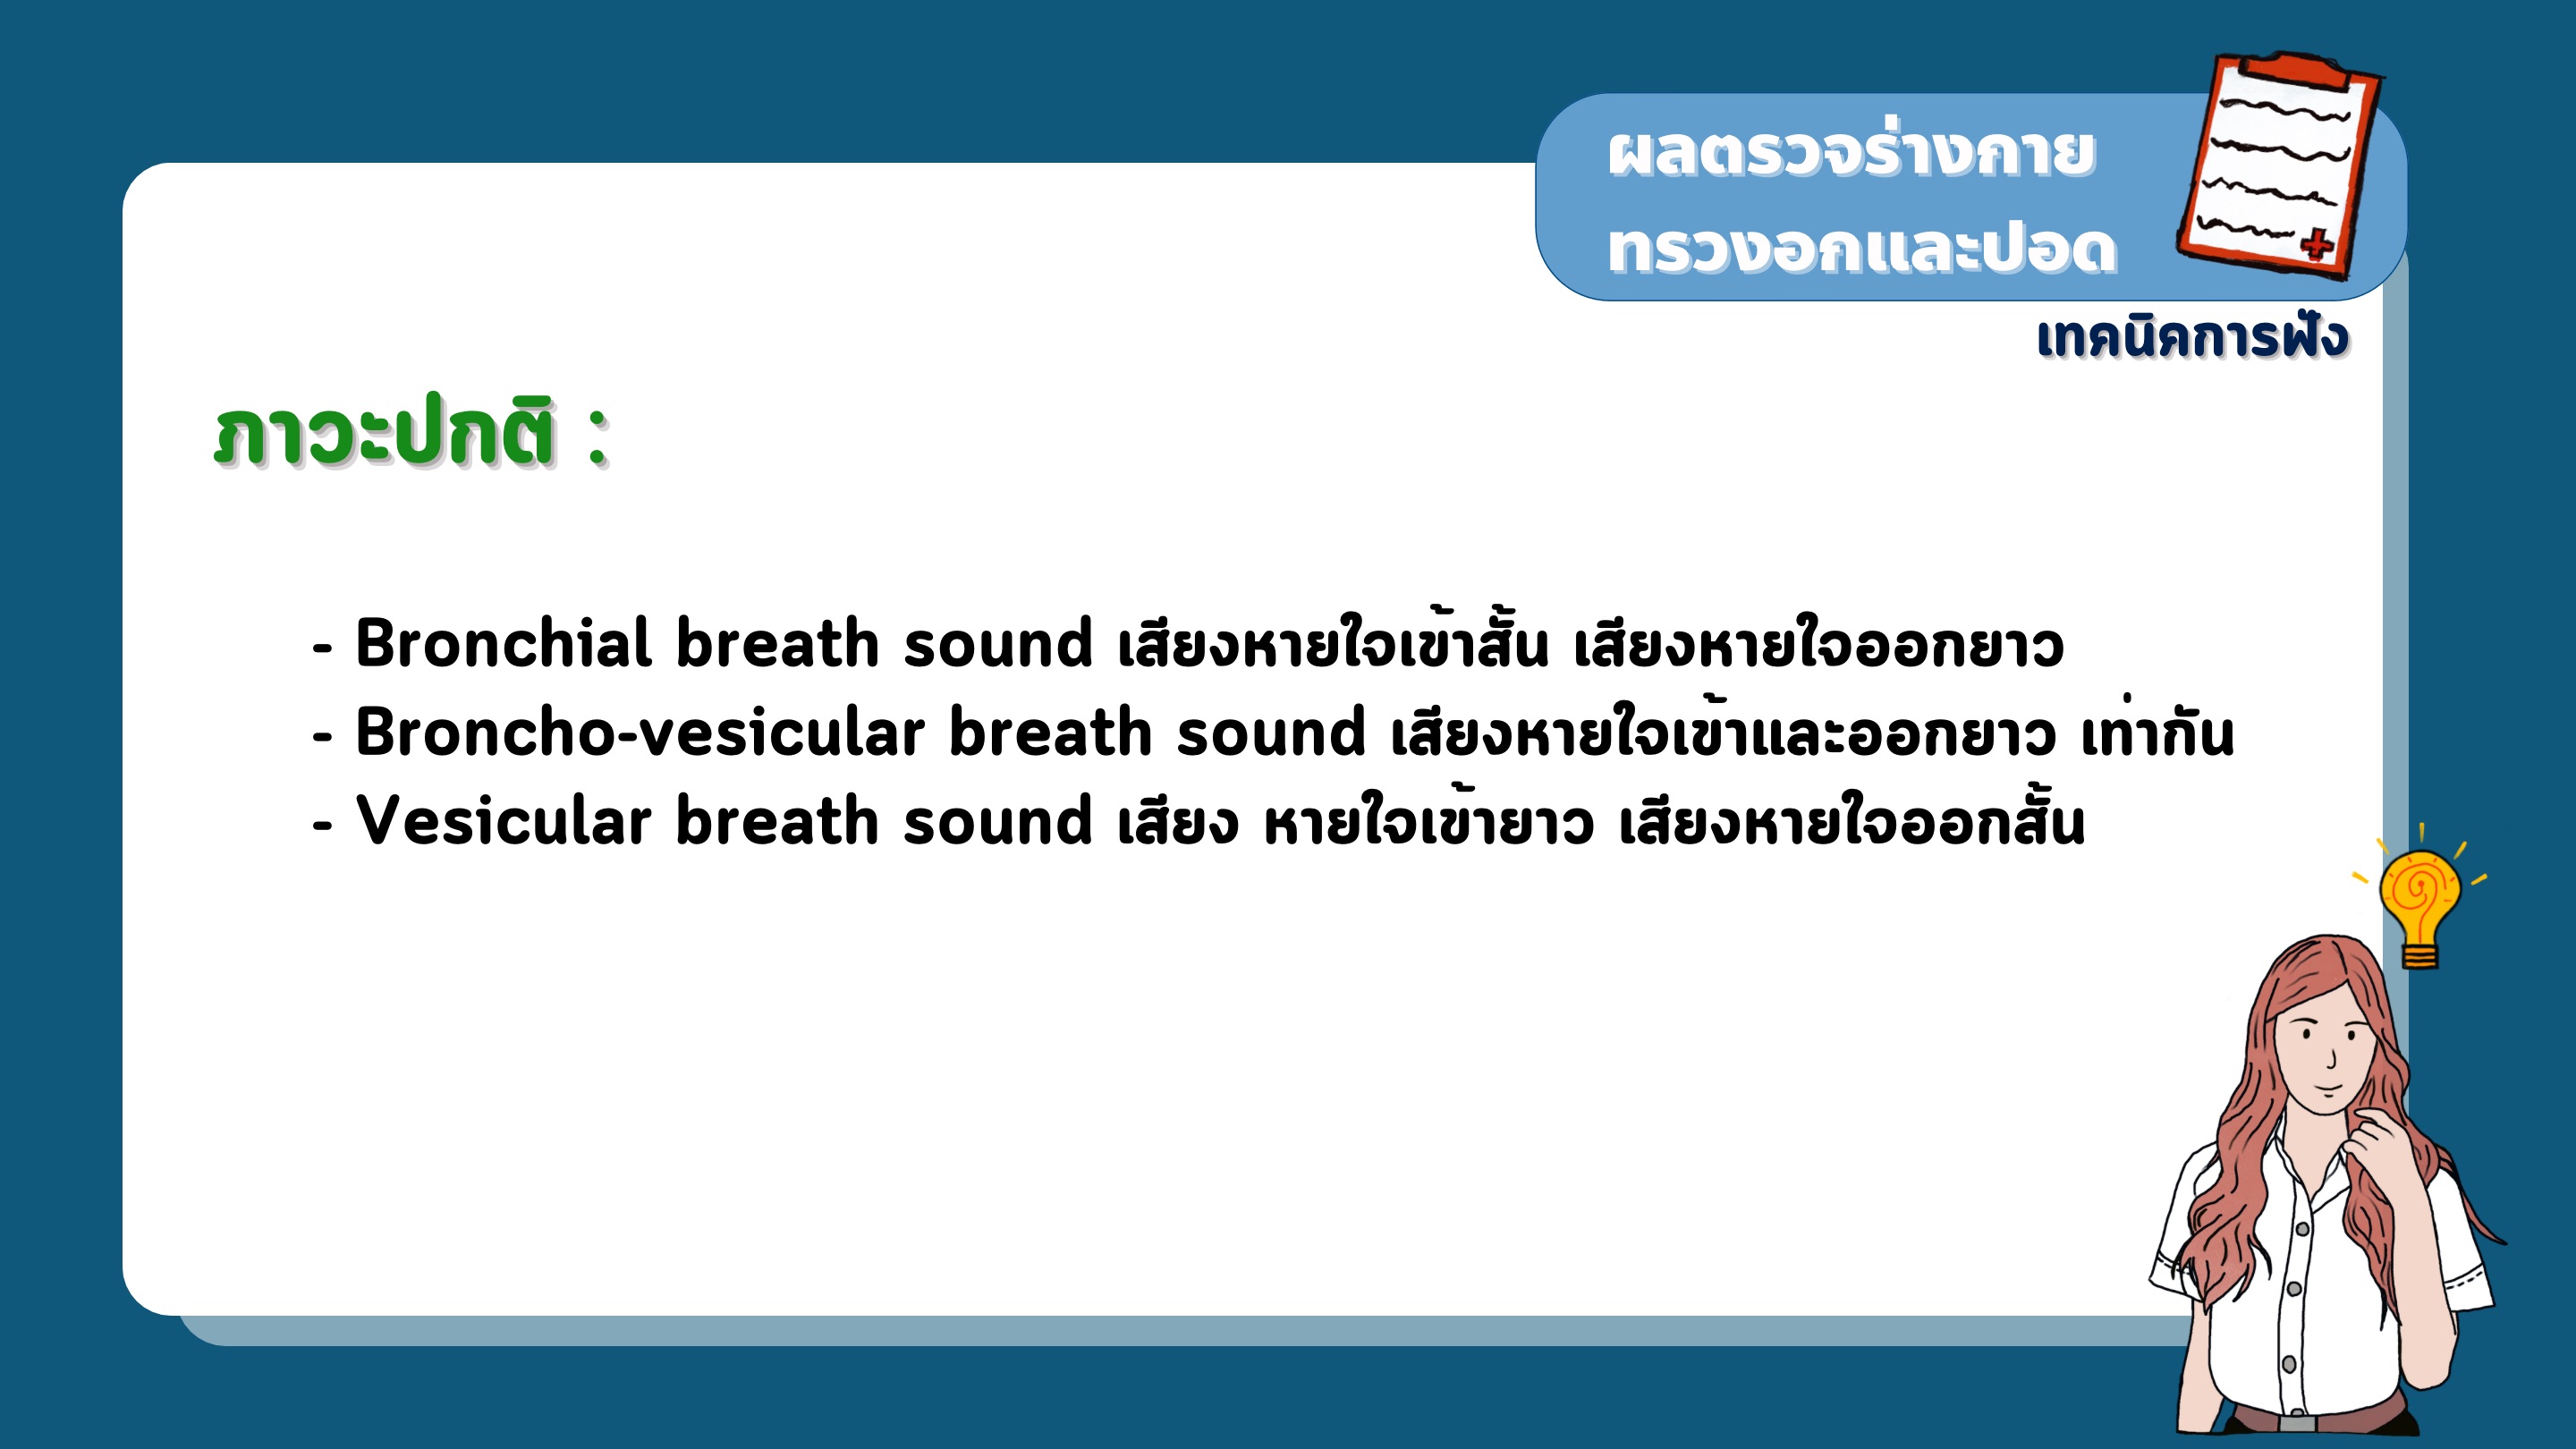 ผลตรวจร่างกาย
ทรวงอกและปอด
เทคนิคการฟัง
ภาวะปกติ :
- Bronchial breath sound เสียงหายใจเข้าสั้น เสียงหายใจออกยาว
- Broncho-vesicular breath sound เสียงหายใจเข้าและออกยาว เท่ากัน
- Vesicular breath sound เสียง หายใจเข้ายาว เสียงหายใจออกสั้น